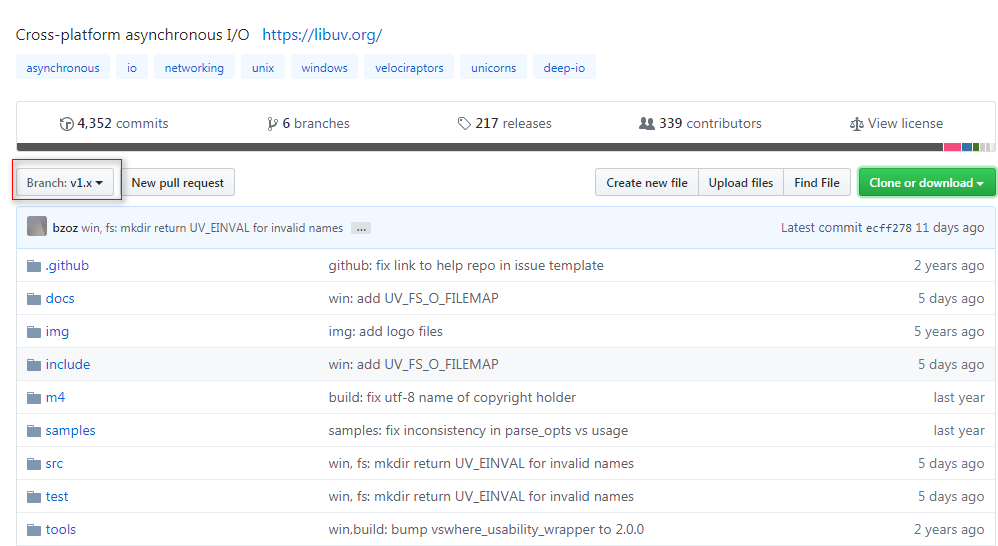 Cross-platform asynchronous I/O https://libuv.org/
asynchronous io networking unix windows velociraptors unicorns deep-io
4,352 commits 6 branches 217 releases 339 contributors View license
Branch: v1.x New pull request Create new file Upload files Find File Clone or download
bzoz win, fs: mkdir return UV_EINVAL for invalid names ... Latest commit ecff278 11 days ago
.github github: fix link to help repo in issue template 2 years ago
docs win: add UV_FS_O_FILEMAP 5 days ago
img img: add logo files 5 years ago
include win: add UV_FS_O_FILEMAP 5 days ago
m4 build: fix utf-8 name of copyright holder last year
samples samples: fix inconsistency in parse_opts vs usage last year
src win, fs: mkdir return UV_EINVAL for invalid names 5 days ago
test win, fs: mkdir return UV_EINVAL for invalid names 5 days ago
tools win,build: bump vswhere_usability_wrapper to 2.0.0 2 years ago